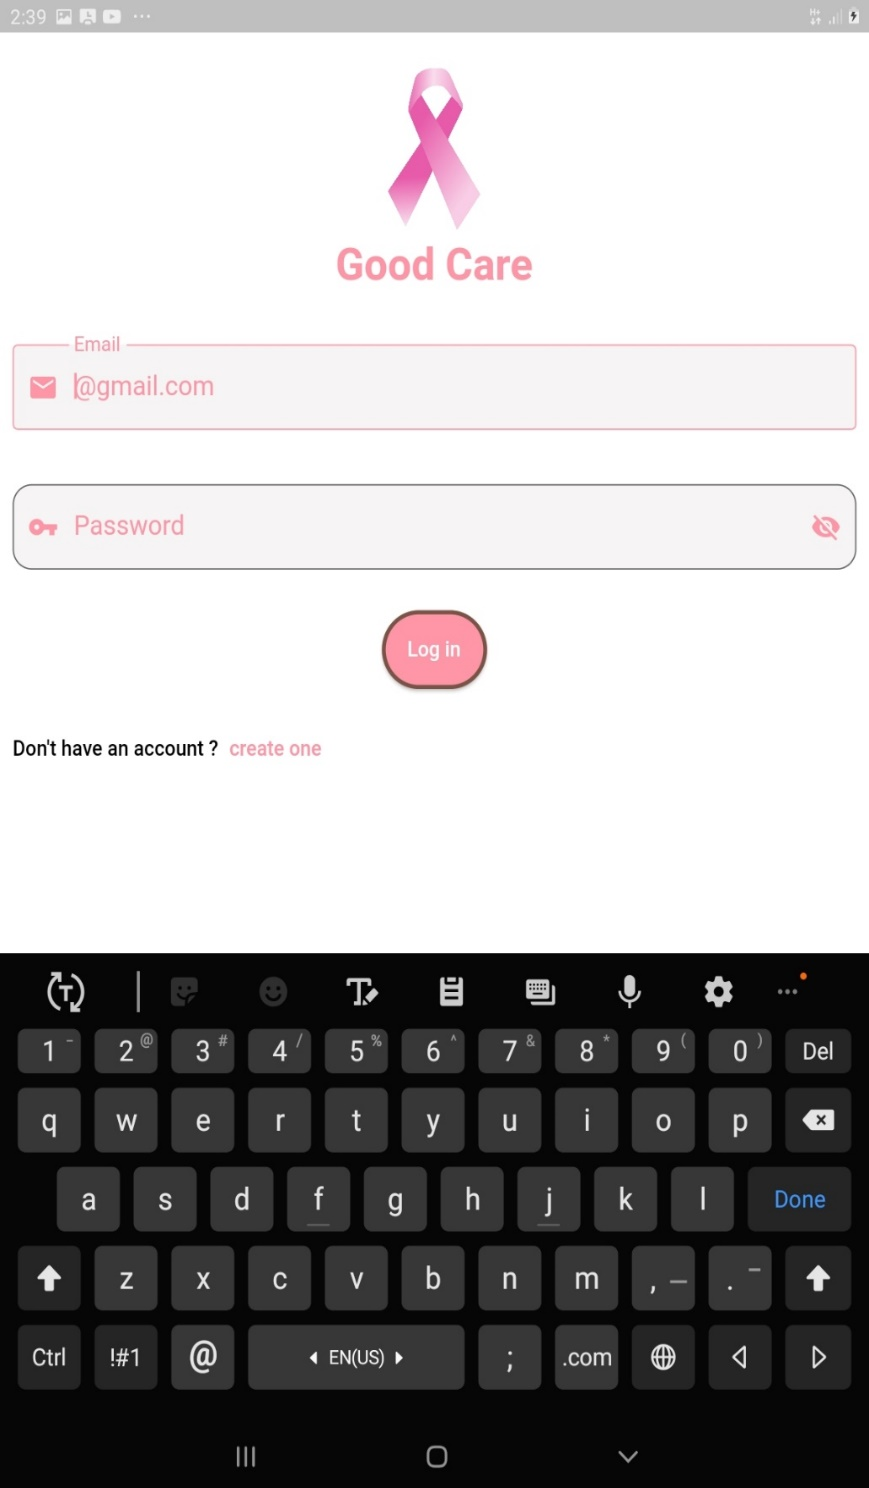 2:39
Good Care
Email
@gmail.com
Password
Log in
Don't have an account ? create one
1 - 2 @ 3 # 4 / 5 % 6 ^ 7 & 8 * 9 ( 0 ) Del
q w e r t y u i o p
a s d f g h j k l Done
z x c v b n m , — . -
Ctrl !#1 @ EN(US) ; .com